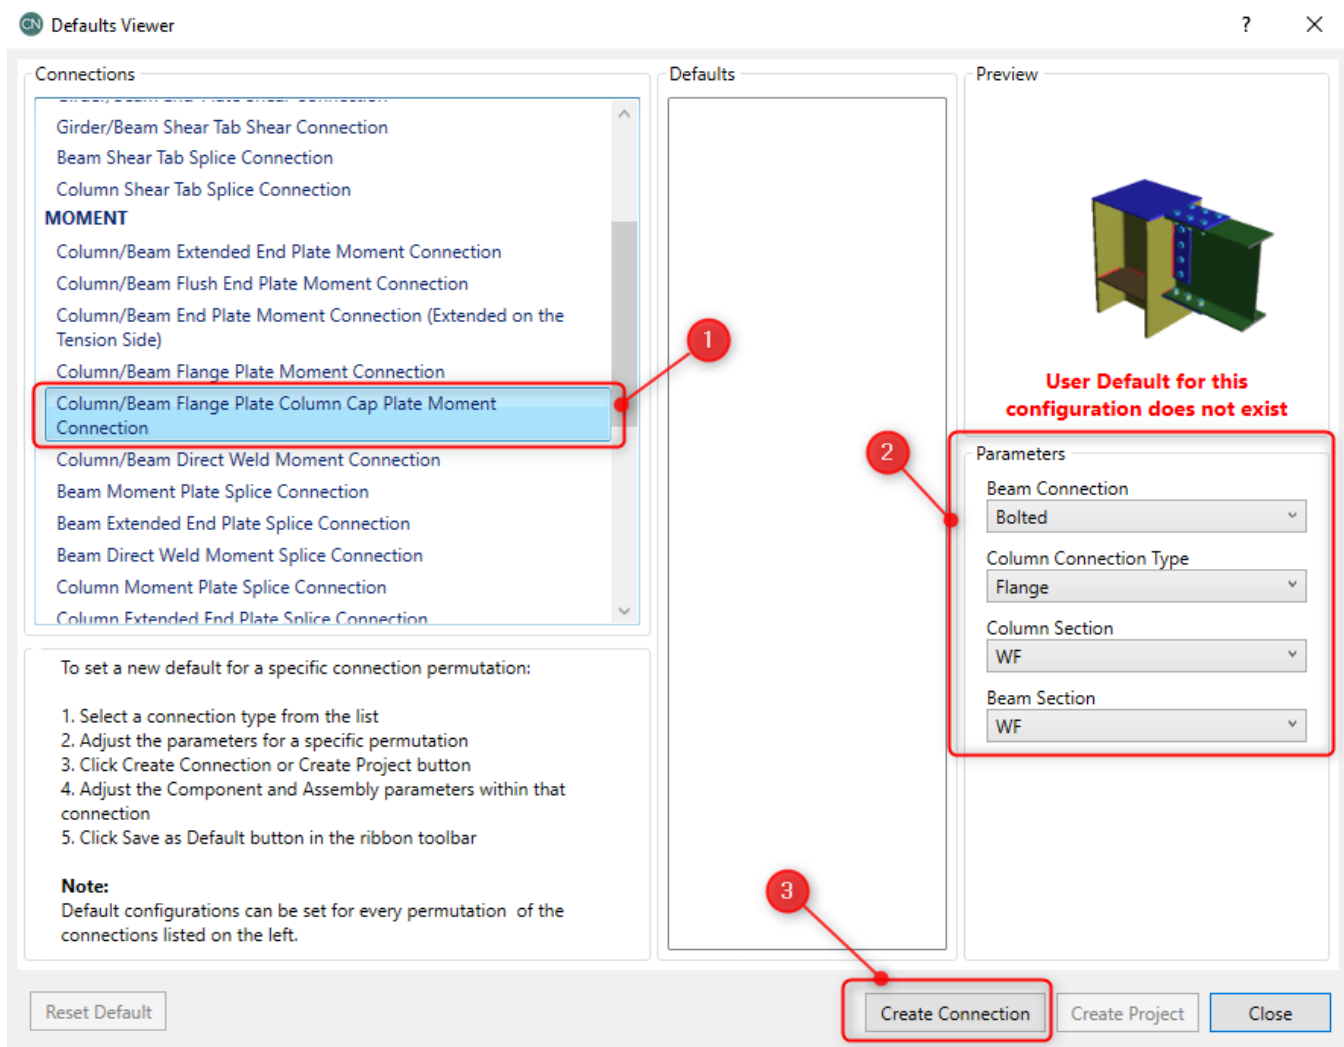 CN Defaults Viewer ?
Connections
Girder/Beam End Plate Shear Connection
Girder/Beam Shear Tab Shear Connection
Beam Shear Tab Splice Connection
Column Shear Tab Splice Connection
MOMENT
Column/Beam Extended End Plate Moment Connection
Column/Beam Flush End Plate Moment Connection
Column/Beam End Plate Moment Connection (Extended on the
Tension Side)
Column/Beam Flange Plate Moment Connection
Column/Beam Flange Plate Column Cap Plate Moment
Connection
Column/Beam Direct Weld Moment Connection
Beam Moment Plate Splice Connection
Beam Extended End Plate Splice Connection
Beam Direct Weld Moment Splice Connection
Column Moment Plate Splice Connection
Column Extended End Plate Splice Connection
1
To set a new default for a specific connection permutation:
1. Select a connection type from the list
2. Adjust the parameters for a specific permutation
3. Click Create Connection or Create Project button
4. Adjust the Component and Assembly parameters within that
connection
5. Click Save as Default button in the ribbon toolbar
Note:
Default configurations can be set for every permutation of the
connections listed on the left.
Defaults
Preview
User Default for this
configuration does not exist
2
Parameters
Beam Connection
Bolted
Column Connection Type
Flange
Column Section
WF
Beam Section
WF
3
Reset Default
Create Connection
Create Project
Close